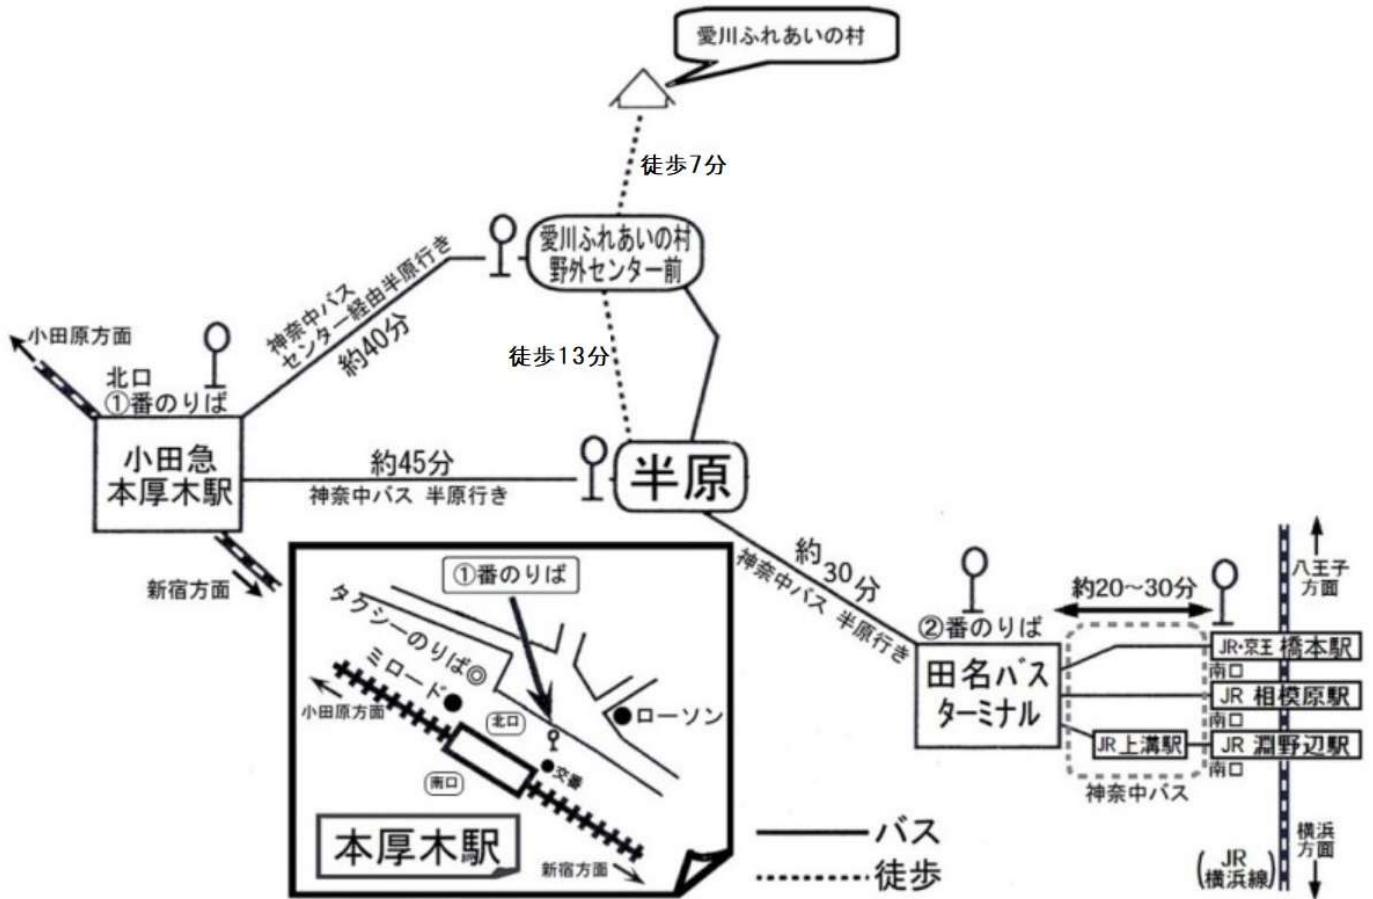 愛川ふれあいの村
徒歩7分
愛川ふれあいの村
野外センター前
神奈中バス
センター経由半原行き
約40分
小田原方面
北口
①番のりば
小田急
本厚木駅
新宿方面
徒歩13分
約45分
神奈中バス 半原行き
半原
約30分
神奈中バス 半原行き
②番のりば
田名バス
ターミナル
約20～30分
八王子
方面
JR・京王 橋本駅
南口
JR 相模原駅
南口
JR 上溝駅
JR 淵野辺駅
南口
神奈中バス
横浜
方面
(JR
横浜線)
①番のりば
タクシーのりば◎
ミロード
小田原方面
北口
ローソン
南口
交番
本厚木駅
新宿方面
バス
徒歩